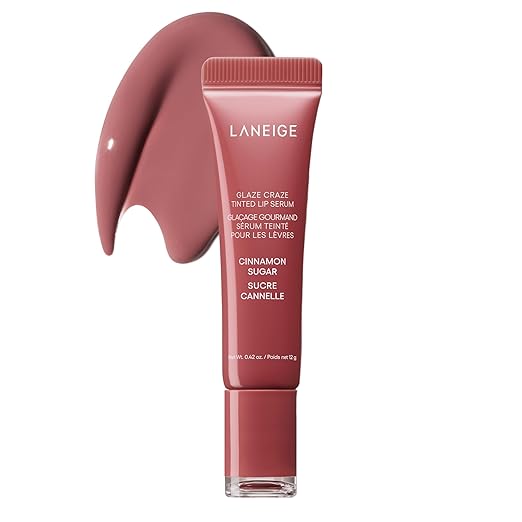 LANEIGE
GLAZE CRAZE
TINTED LIP SERUM
GLAÇAGE GOURMAND
SÉRUM TEINTÉ
POUR LES LÈVRES
CINNAMON
SUGAR
SUCRE
CANNELLE
Net Wt. 0.42 oz. / Poids net 12 g